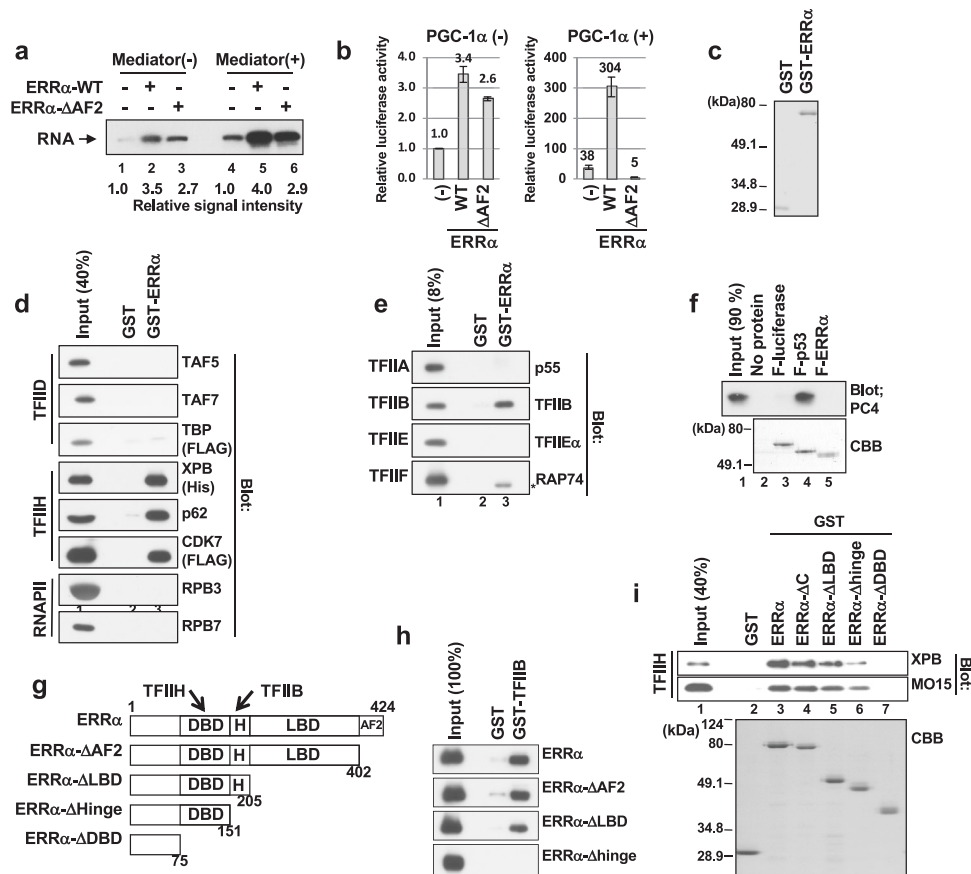 a
Mediator(-) Mediator(+)
ERRα-WT - + - - + -
ERRα-ΔAF2 - - + - - +
RNA
1 2 3 4 5 6
1.0 3.5 2.7 1.0 4.0 2.9
Relative signal intensity
b
PGC-1α (-)
Relative luciferase activity
4.0
3.0
2.0
1.0
0.0
1.0
3.4
2.6
(-)
WT
ΔAF2
ERRα
PGC-1α (+)
Relative luciferase activity
400
300
200
100
0
38
304
5
(-)
WT
ΔAF2
ERRα
c
GST
GST-ERRα
(kDa)
80
49.1
34.8
28.9
d
Input (40%)
GST
GST-ERRα
TFIID
TAF5
TAF7
TBP
(FLAG)
TFIIH
XPB
(His)
p62
CDK7
(FLAG)
RNAPII
RPB3
1 2 3
RPB7
Blot:
e
Input (8%)
GST
GST-ERRα
TFIIA p55
TFIIB TFIIB
TFIIE TFIIEα
TFIIF *RAP74
1 2 3
Blot:
f
Input (90 %)
No protein
F-luciferase
F-p53
F-ERRα
Blot;
PC4
(kDa)
80
49.1
CBB
1 2 3 4 5
g
TFIIH TFIIB
1 424
ERRα DBD H LBD AF2
ERRα-ΔAF2 DBD H LBD
402
ERRα-ΔLBD DBD H
205
ERRα-ΔHinge DBD
151
ERRα-ΔDBD
75
h
Input (100%)
GST
GST-TFIIB
ERRα
ERRα-ΔAF2
ERRα-ΔLBD
ERRα-Δhinge
i
GST
Input (40%)
GST
ERRα
ERRα-ΔC
ERRα-ΔLBD
ERRα-Δhinge
ERRα-ΔDBD
TFIIH
XPB
MO15
Blot:
1 2 3 4 5 6 7
(kDa)
124
80
49.1
34.8
28.9
CBB